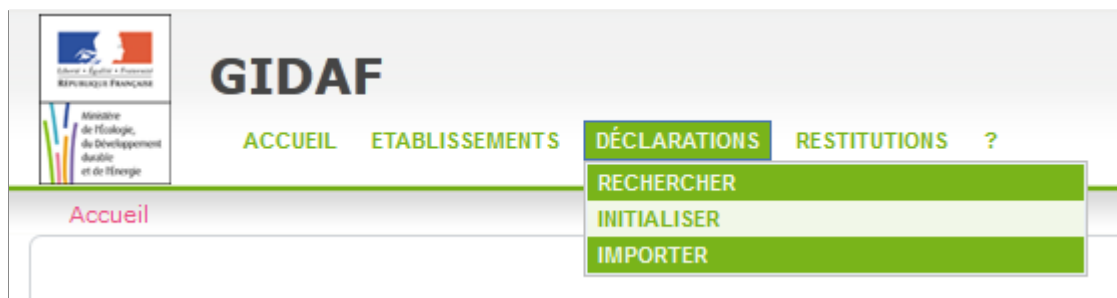 Liberté • Égalité • Fraternité
RÉPUBLIQUE FRANÇAISE
GIDAF
Ministère
de l'Écologie,
du Développement
durable
et de l'Énergie
ACCUEIL ETABLISSEMENTS DÉCLARATIONS RESTITUTIONS ?
RECHERCHER
Accueil
INITIALISER
IMPORTER